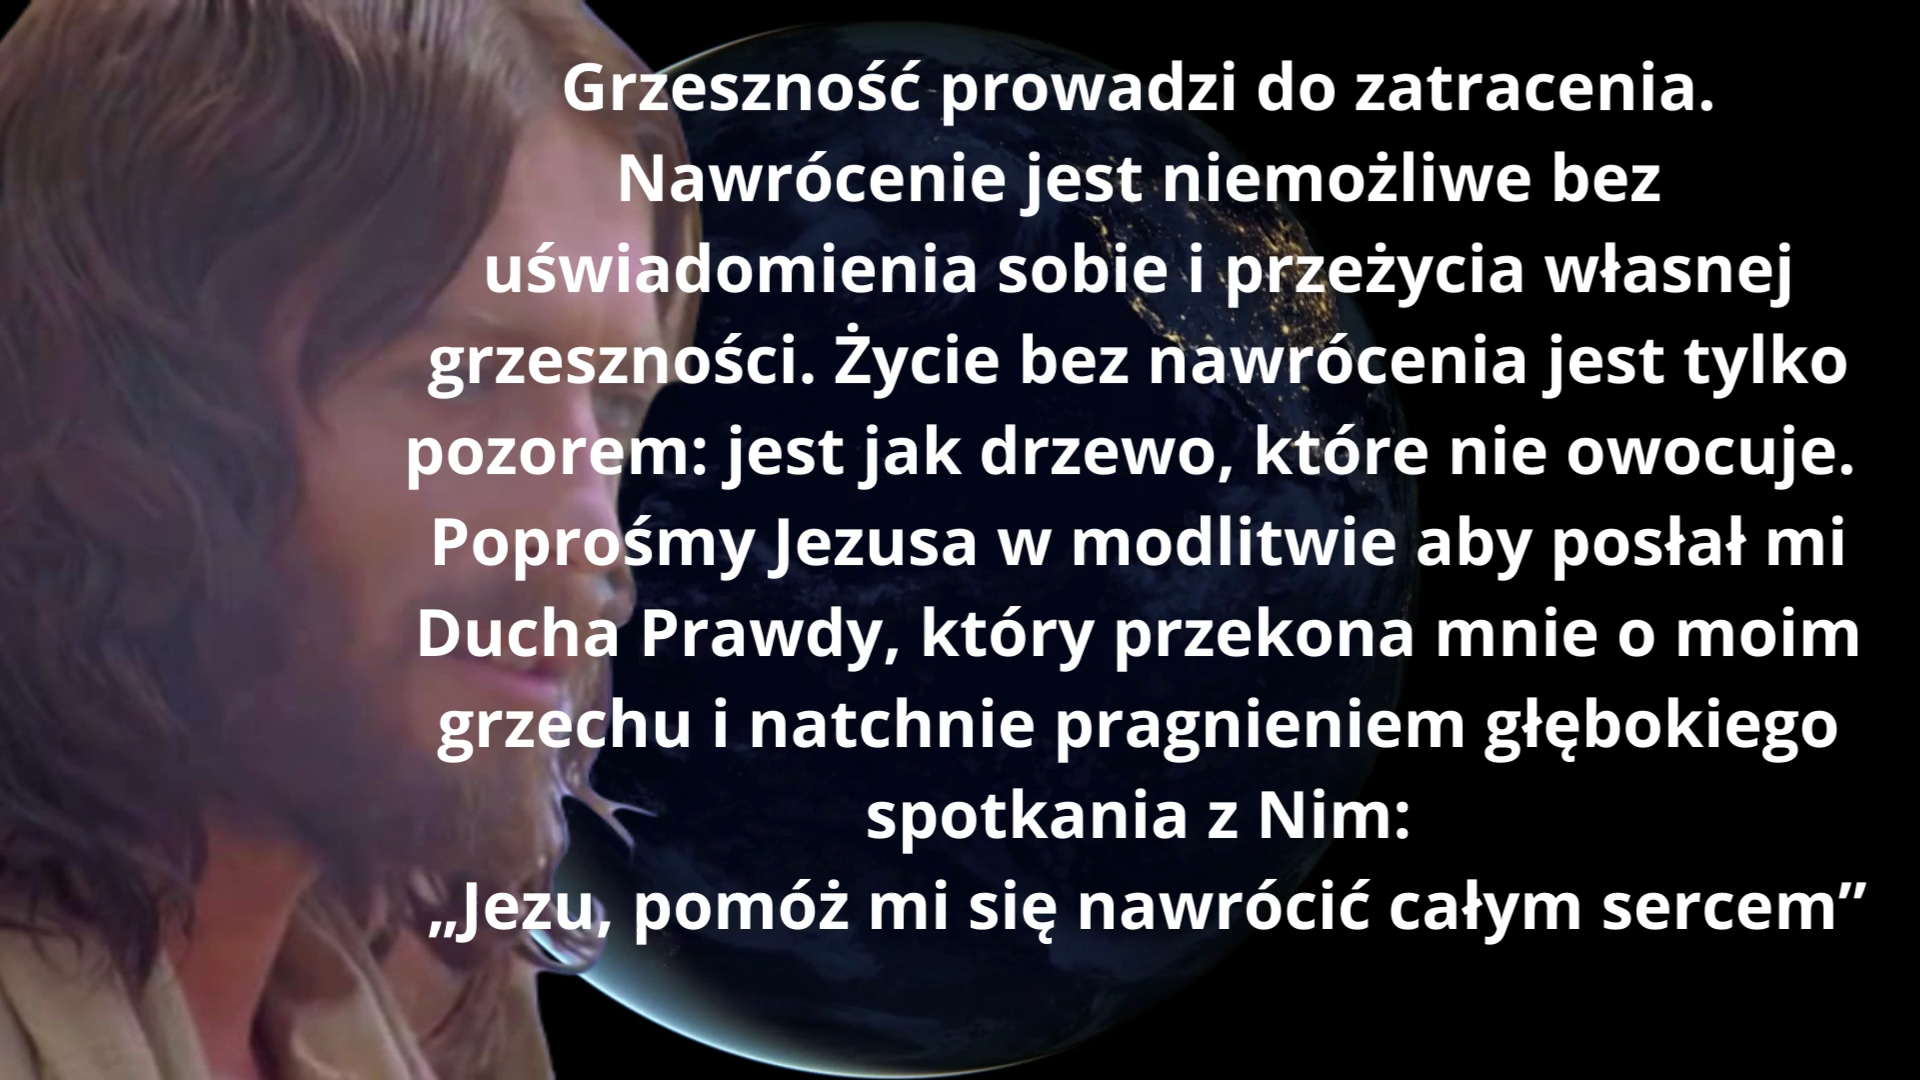 Grzeszność prowadzi do zatracenia.
Nawrócenie jest niemożliwe bez
uświadomienia sobie i przeżycia własnej
grzeszności. Życie bez nawrócenia jest tylko
pozorem: jest jak drzewo, które nie owocuje.
Poprośmy Jezusa w modlitwie aby posłał mi
Ducha Prawdy, który przekona mnie o moim
grzechu i natchnie pragnieniem głębokiego
spotkania z Nim:
„Jezu, pomóż mi się nawrócić całym sercem”